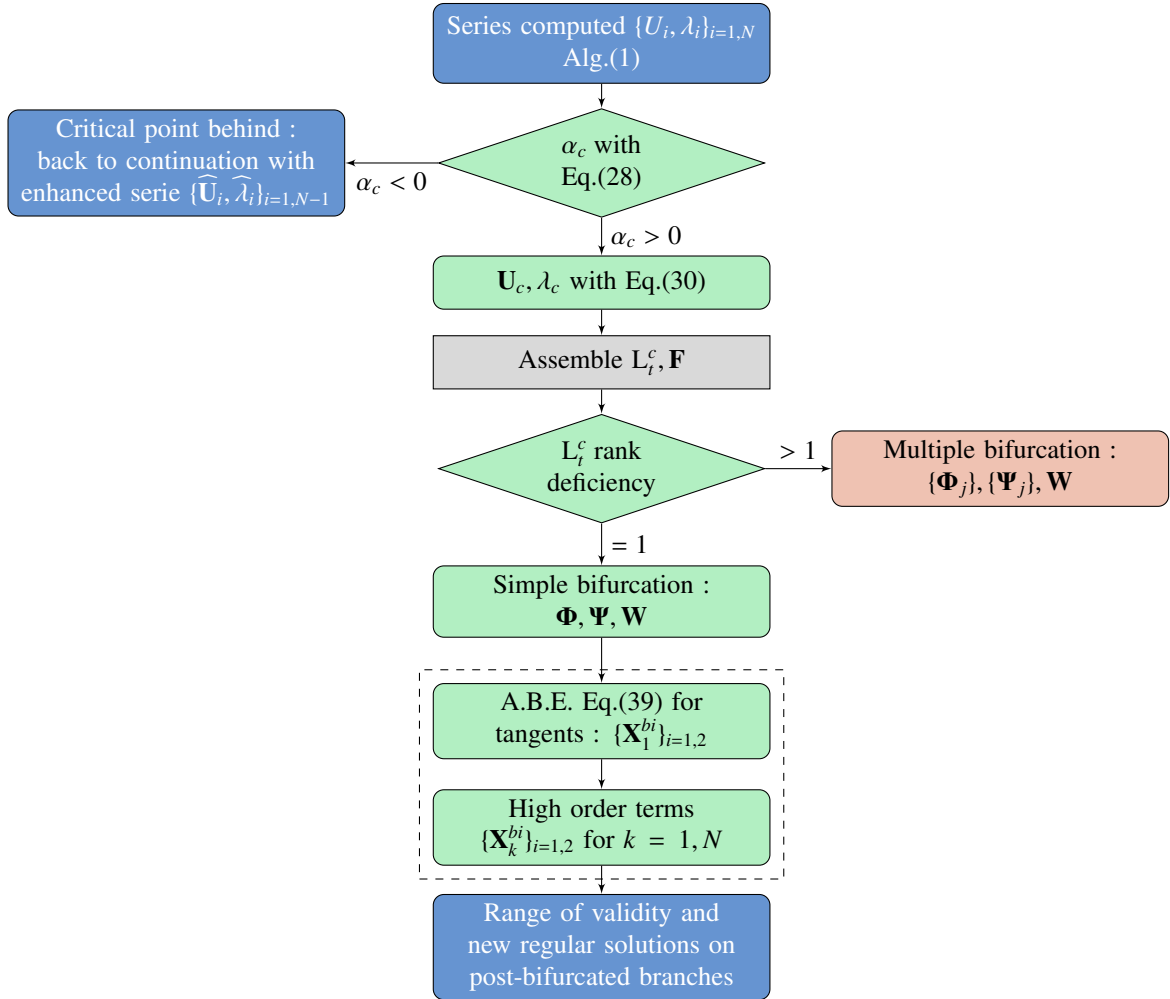 Series computed {U_i, λ_i}_{i=1,N}
Alg.(1)
Critical point behind :
back to continuation with
enhanced serie {\widehat{𝐔}_i, \widehat{λ}_i}_{i=1,N−1}
α_c with
Eq.(28)
α_c < 0
α_c > 0
𝐔_c, λ_c with Eq.(30)
Assemble L_t^c, 𝐅
L_t^c rank
deficiency
> 1
Multiple bifurcation :
{𝚽_j}, {𝚿_j}, 𝐖
= 1
Simple bifurcation :
𝚽, 𝚿, 𝐖
A.B.E. Eq.(39) for
tangents : {𝐗_1^{bi}}_{i=1,2}
High order terms
{𝐗_k^{bi}}_{i=1,2} for k = 1, N
Range of validity and
new regular solutions on
post-bifurcated branches